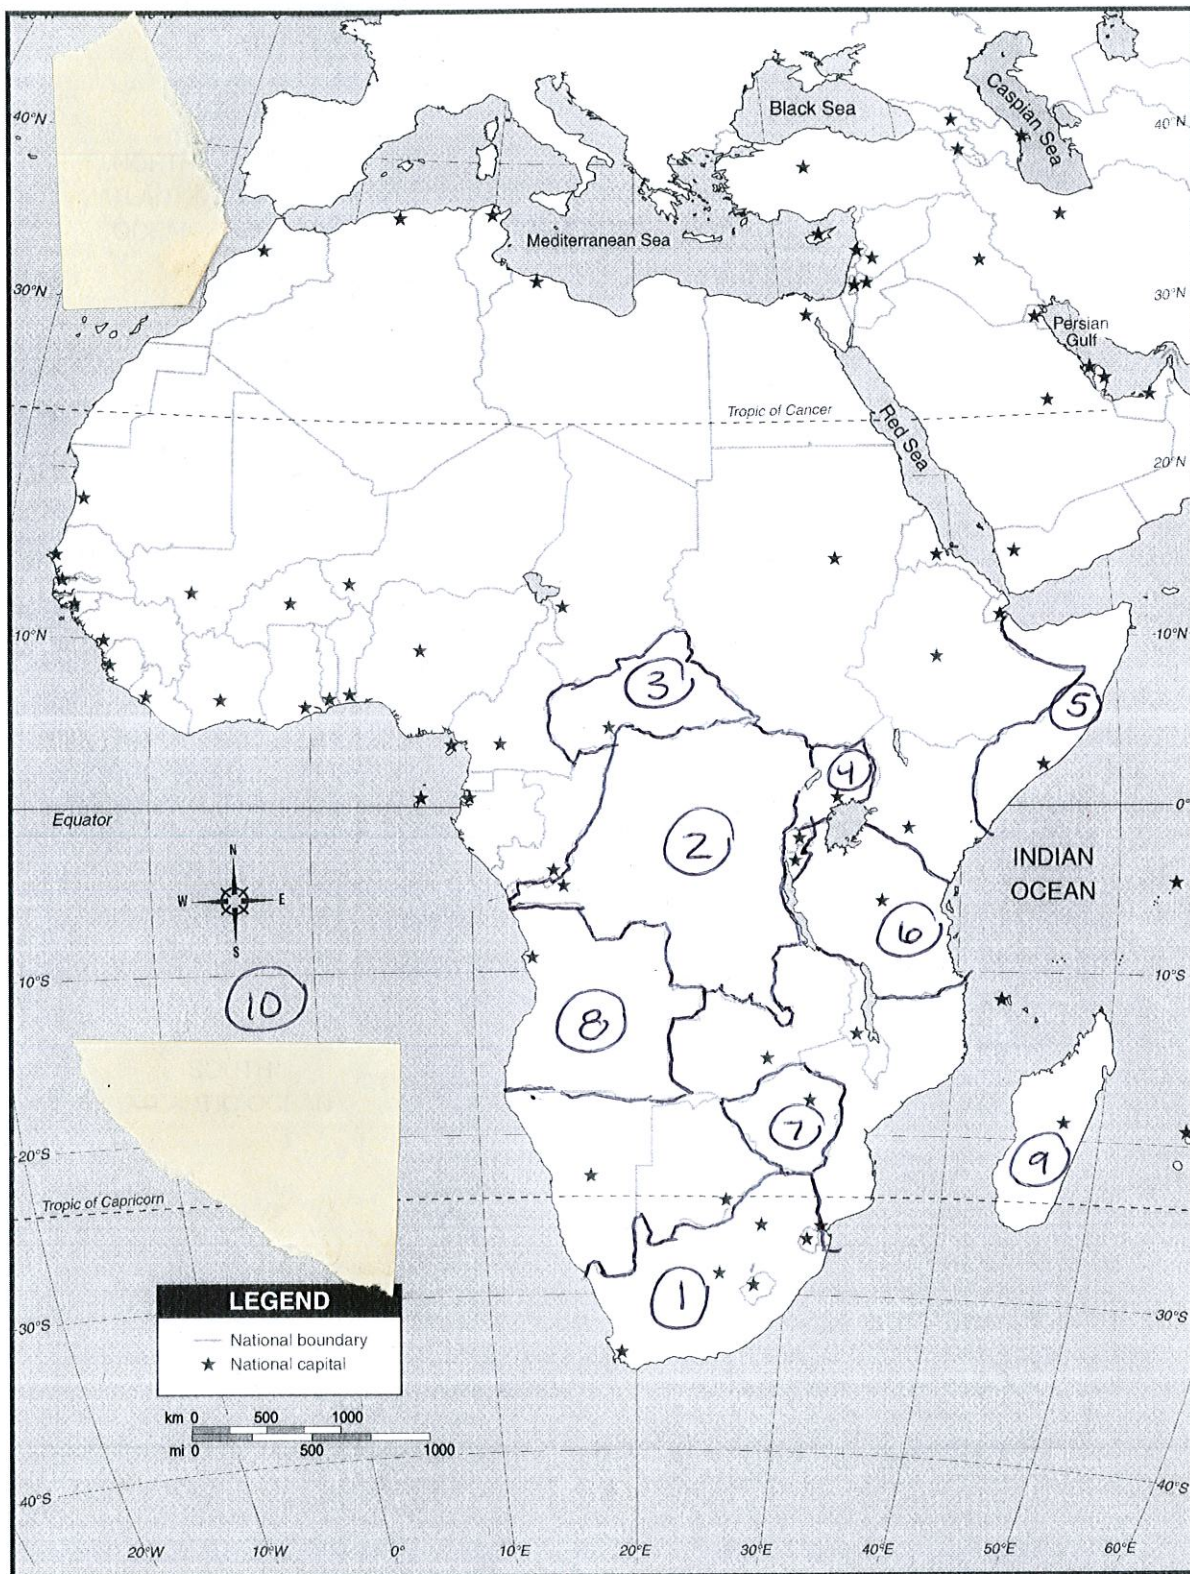 40°N
Black Sea
Caspian Sea
40°N
Mediterranean Sea
30°N
30°N
Persian
Gulf
Tropic of Cancer
Red Sea
20°N
10°N
10°N
3
5
4
Equator
0°
2
INDIAN
OCEAN
N
W
E
S
6
10°S
10°S
10
8
7
9
20°S
Tropic of Capricorn
1
LEGEND
National boundary
National capital
30°S
30°S
km 0 500 1000
mi 0 500 1000
40°S
40°S
20°W 10°W 0° 10°E 20°E 30°E 40°E 50°E 60°E